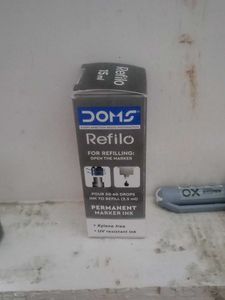 Refilo
15 ml
DOMS
Refilo
FOR REFILLING:
OPEN THE MARKER
POUR 50-60 DROPS
INK TO REFILL (2.5 ml)
PERMANENT
MARKER INK
• Xylene free
• UV resistant ink
OX